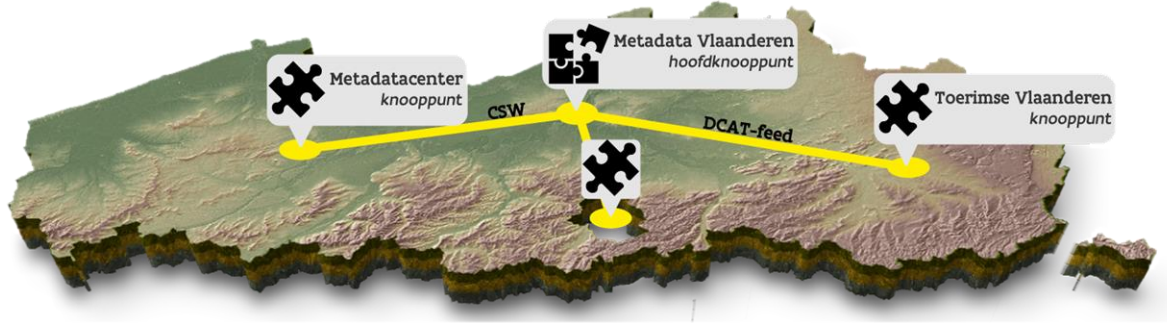 Metadata Vlaanderen
hoofdknooppunt
Metadatacenter
knooppunt
Toerimse Vlaanderen
knooppunt
CSW
DCAT-feed